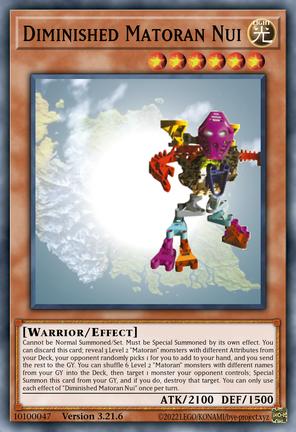 Diminished Matoran Nui
LIGHT
光
[Warrior/Effect]
Cannot be Normal Summoned/Set. Must be Special Summoned by its own effect. You
can discard this card; reveal 3 Level 2 "Matoran" monsters with different Attributes from
your Deck, your opponent randomly picks 1 for you to add to your hand, and you send
the rest to the GY. You can shuffle 6 Level 2 "Matoran" monsters with different names
from your GY into the Deck, then target 1 monster your opponent controls; Special
Summon this card from your GY, and if you do, destroy that target. You can only use
each effect of "Diminished Matoran Nui" once per turn.
ATK/2100 DEF/1500
10100047 Version 3.21.6 ©2022LEGO/KONAMI/bye-project.xyz